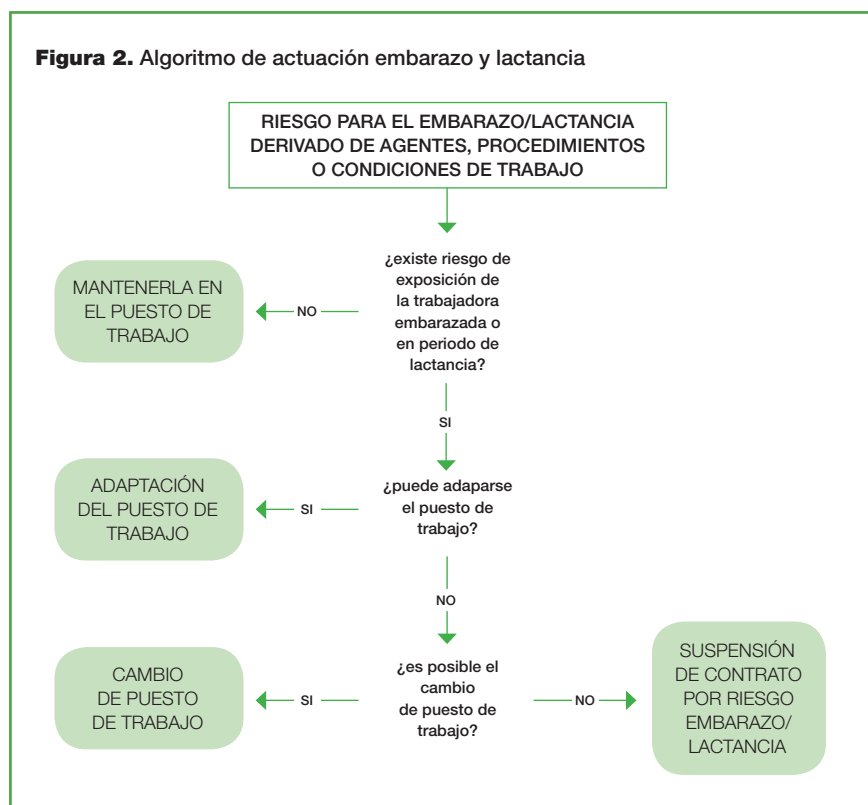 Figura 2. Algoritmo de actuación embarazo y lactancia
RIESGO PARA EL EMBARAZO/LACTANCIA
DERIVADO DE AGENTES, PROCEDIMIENTOS
O CONDICIONES DE TRABAJO
¿existe riesgo de
exposición de
la trabajadora
embarazada o
en periodo de
lactancia?
NO
MANTENERLA EN
EL PUESTO DE
TRABAJO
SI
¿puede adaparse
el puesto de
trabajo?
SI
ADAPTACIÓN
DEL PUESTO DE
TRABAJO
NO
¿es posible el
cambio
de puesto de
trabajo?
SI
CAMBIO
DE PUESTO
DE TRABAJO
NO
SUSPENSIÓN
DE CONTRATO
POR RIESGO
EMBARAZO/
LACTANCIA